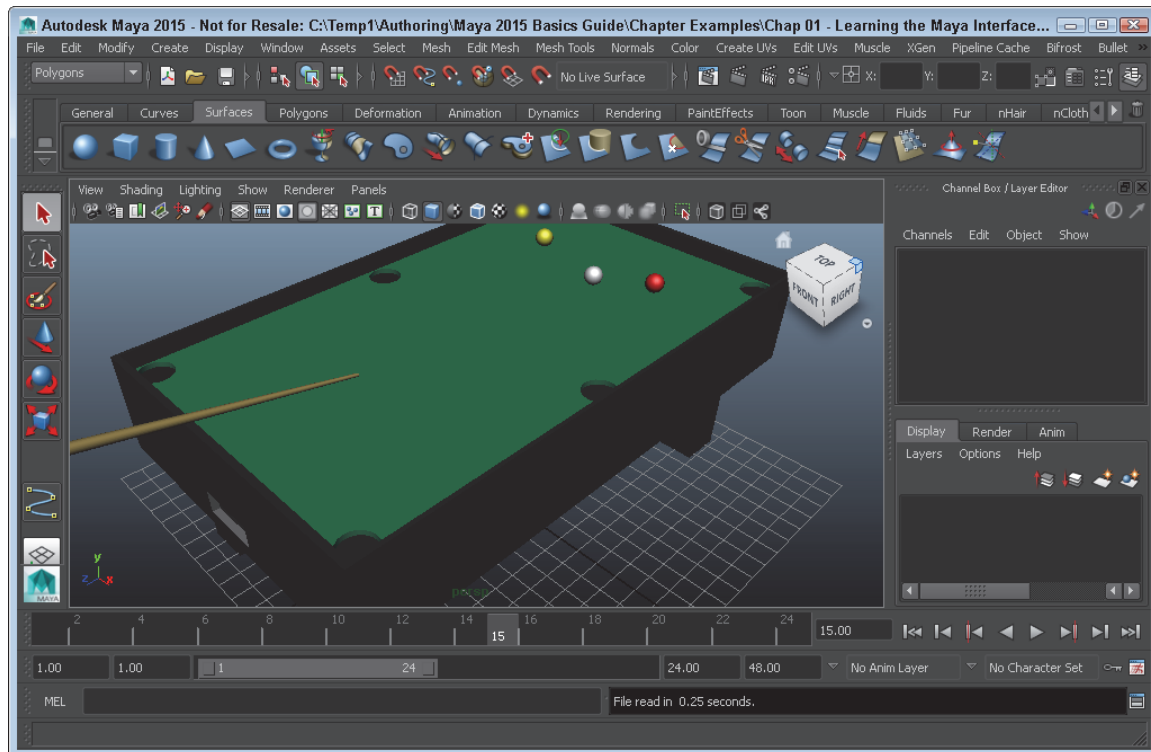 Autodesk Maya 2015 - Not for Resale: C:\Temp1\Authoring\Maya 2015 Basics Guide\Chapter Examples\Chap 01 - Learning the Maya Interface...
File Edit Modify Create Display Window Assets Select Mesh Edit Mesh Mesh Tools Normals Color Create UVs Edit UVs Muscle XGen Pipeline Cache Bifrost Bullet »
Polygons No Live Surface X: Y: Z:
General Curves Surfaces Polygons Deformation Animation Dynamics Rendering PaintEffects Toon Muscle Fluids Fur nHair nCloth
View Shading Lighting Show Renderer Panels
Channel Box / Layer Editor
Channels Edit Object Show
TOP
FRONT RIGHT
Display Render Anim
Layers Options Help
y
z x
persp
MAYA
2 4 6 8 10 12 14 16 18 20 22 24
15 15.00
1.00 1.00 1 24 24.00 48.00 No Anim Layer No Character Set
MEL File read in 0.25 seconds.